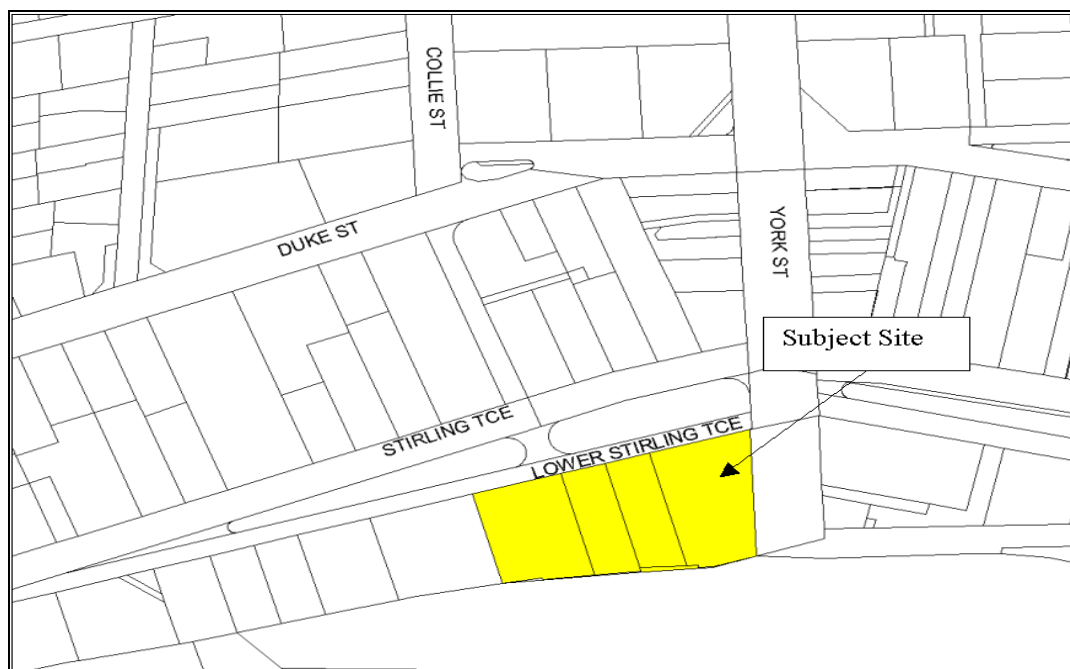 COLLIE ST
DUKE ST
YORK ST
Subject Site
STIRLING TCE
LOWER STIRLING TCE